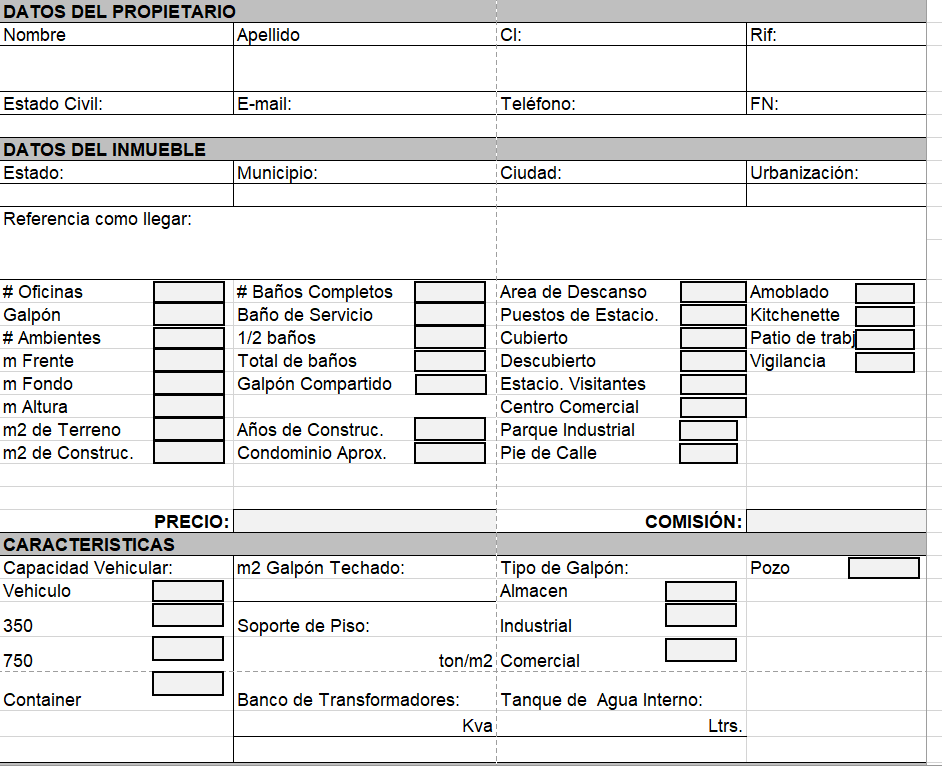 DATOS DEL PROPIETARIO
Nombre Apellido CI: Rif:
Estado Civil: E-mail: Teléfono: FN:
DATOS DEL INMUEBLE
Estado: Municipio: Ciudad: Urbanización:
Referencia como llegar:
# Oficinas # Baños Completos Area de Descanso Amoblado
Galpón Baño de Servicio Puestos de Estacio. Kitchenette
# Ambientes 1/2 baños Cubierto Patio de trabj
m Frente Total de baños Descubierto Vigilancia
m Fondo Galpón Compartido Estacio. Visitantes
m Altura Centro Comercial
m2 de Terreno Años de Construc. Parque Industrial
m2 de Construc. Condominio Aprox. Pie de Calle
PRECIO: COMISIÓN:
CARACTERISTICAS
Capacidad Vehicular: m2 Galpón Techado: Tipo de Galpón: Pozo
Vehiculo Almacen
350 Soporte de Piso: Industrial
750 ton/m2 Comercial
Container Banco de Transformadores: Tanque de Agua Interno:
Kva Ltrs.